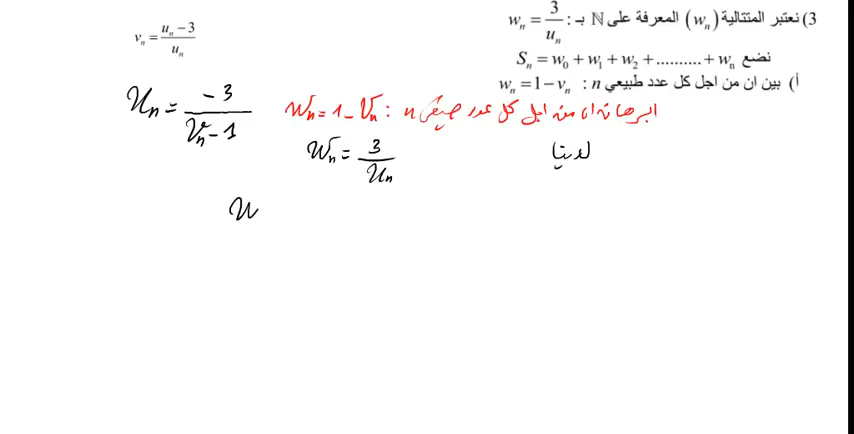 3) نعتبر المتتالية (wₙ) المعرفة على ℕ بـ : wₙ = 3/uₙ
vₙ = (uₙ − 3)/uₙ
نضع Sₙ = w₀ + w₁ + w₂ + .......... + wₙ
أ) بين ان من اجل كل عدد طبيعي n : wₙ = 1 − vₙ
Uₙ = −3/(Vₙ − 1)
البرهان ان من اجل كل عدد طبيعي n : Wₙ = 1 − Vₙ
لدينا Wₙ = 3/Uₙ
W